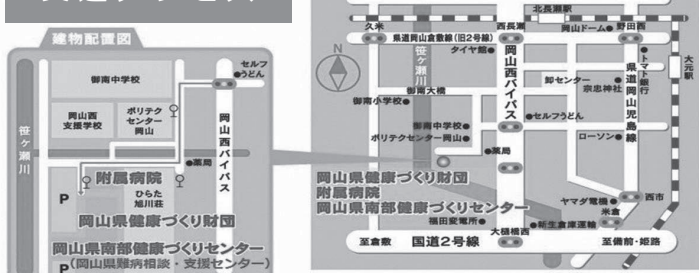 建物配置図
御南中学校
セルフ
うどん
岡山西
支援学校
ポリテク
センター
岡山
笹ヶ瀬川
岡山西バイパス
薬局
附属病院
P
ひらた
旭川荘
岡山県健康づくり財団
岡山県南部健康づくりセンター
(岡山県難病相談・支援センター)
P
北長瀬駅
久米
西長瀬
岡山ドーム
野田西
県道岡山倉敷線(旧2号線)
N
笹ヶ瀬川
タイヤ館
岡山西バイパス
卸センター
宗忠神社
県道岡山児島線
トマト銀行
大元駅
御南大橋
御南小学校
セルフうどん
御南中学校
ポリテクセンター岡山
ローソン
薬局
岡山県健康づくり財団
附属病院
岡山県南部健康づくりセンター
ヤマダ電機
西市
米倉
福田変電所
新生倉庫運輸
至倉敷
国道2号線
大樋橋西
至備前・姫路